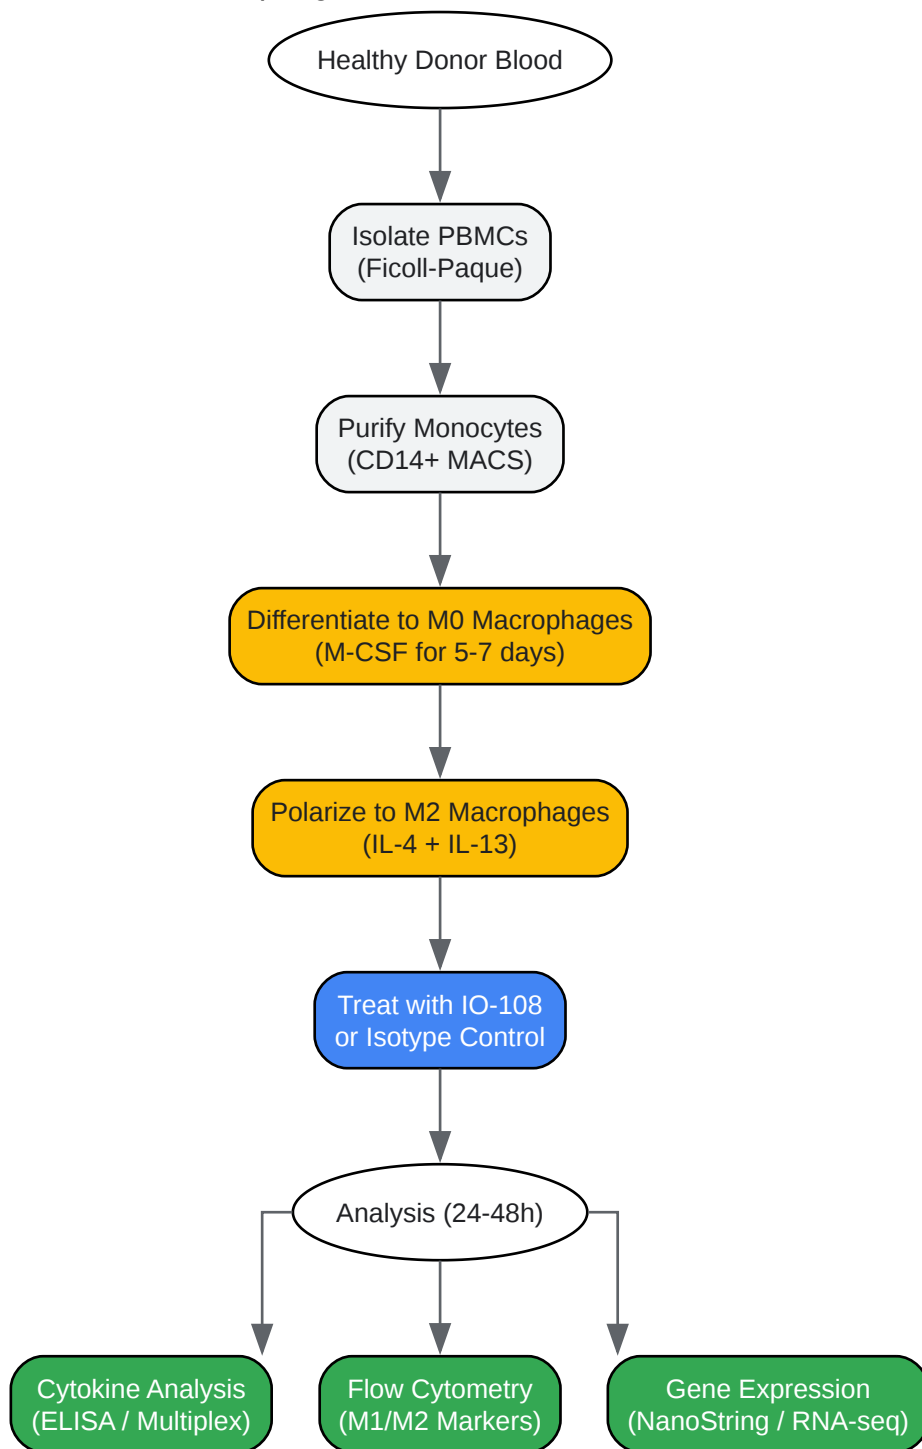 Healthy Donor Blood
Isolate PBMCs
(Ficoll-Paque)
Purify Monocytes
(CD14+ MACS)
Differentiate to M0 Macrophages
(M-CSF for 5-7 days)
Polarize to M2 Macrophages
(IL-4 + IL-13)
Treat with IO-108
or Isotype Control
Analysis (24-48h)
Cytokine Analysis
(ELISA / Multiplex)
Flow Cytometry
(M1/M2 Markers)
Gene Expression
(NanoString / RNA-seq)